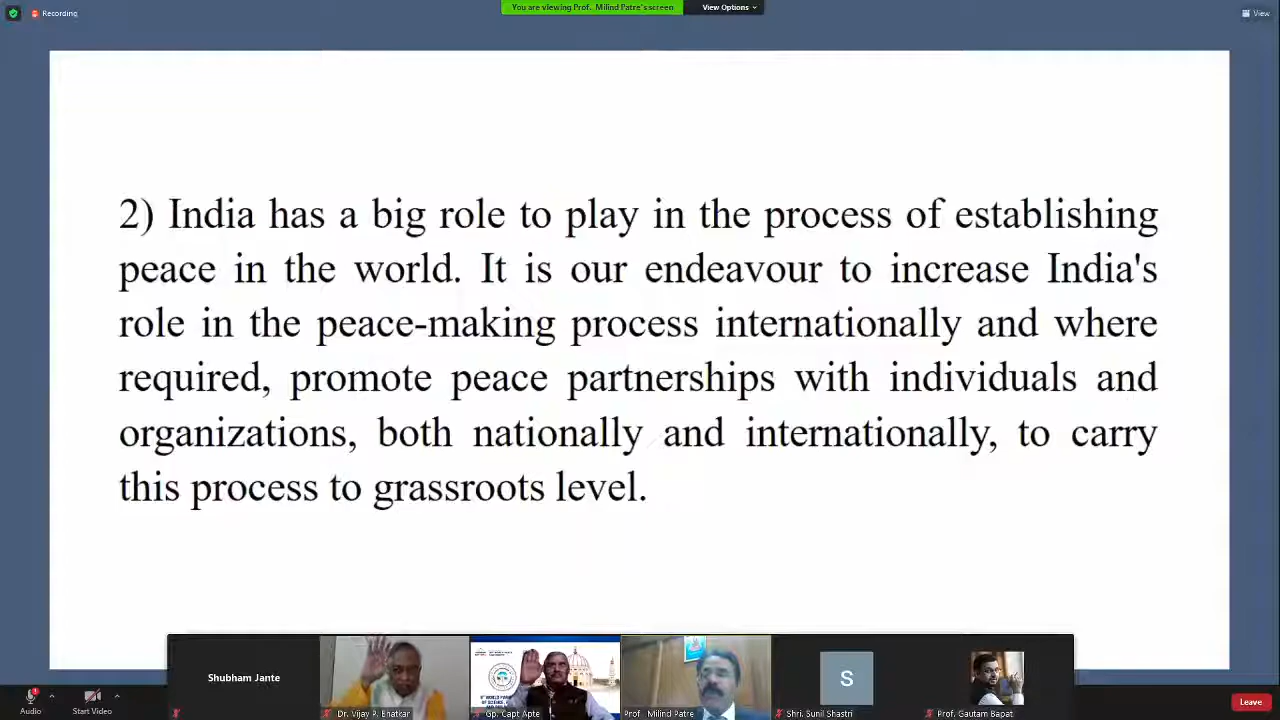 Recording
You are viewing Prof. Milind Patre's screen
View Options
View
2) India has a big role to play in the process of establishing
peace in the world. It is our endeavour to increase India's
role in the peace-making process internationally and where
required, promote peace partnerships with individuals and
organizations, both nationally and internationally, to carry
this process to grassroots level.
Shubham Jante
S
Dr. Vijay P. Bhatkar
Gp. Capt Apte
Prof. Milind Patre
Shri. Sunil Shastri
Prof. Gautam Bapat
Audio
Start Video
Leave